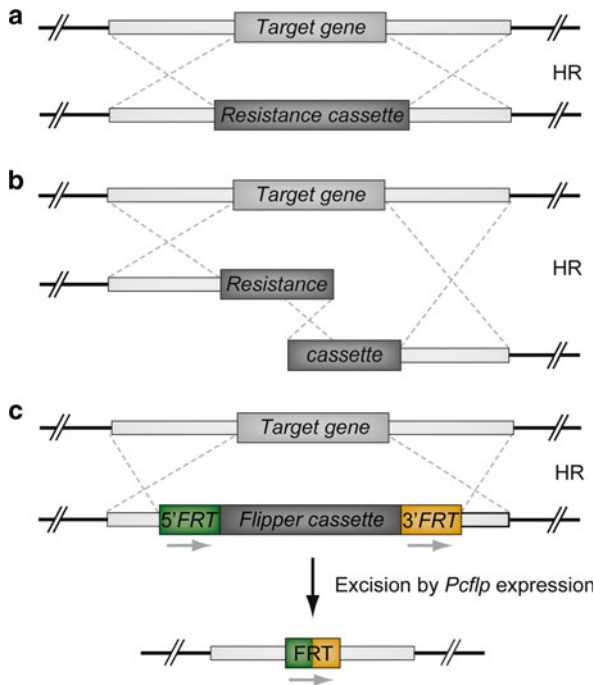 a
Target gene
HR
Resistance cassette
b
Target gene
Resistance
HR
cassette
c
Target gene
HR
5'FRT Flipper cassette 3'FRT
Excision by Pcflp expression
FRT